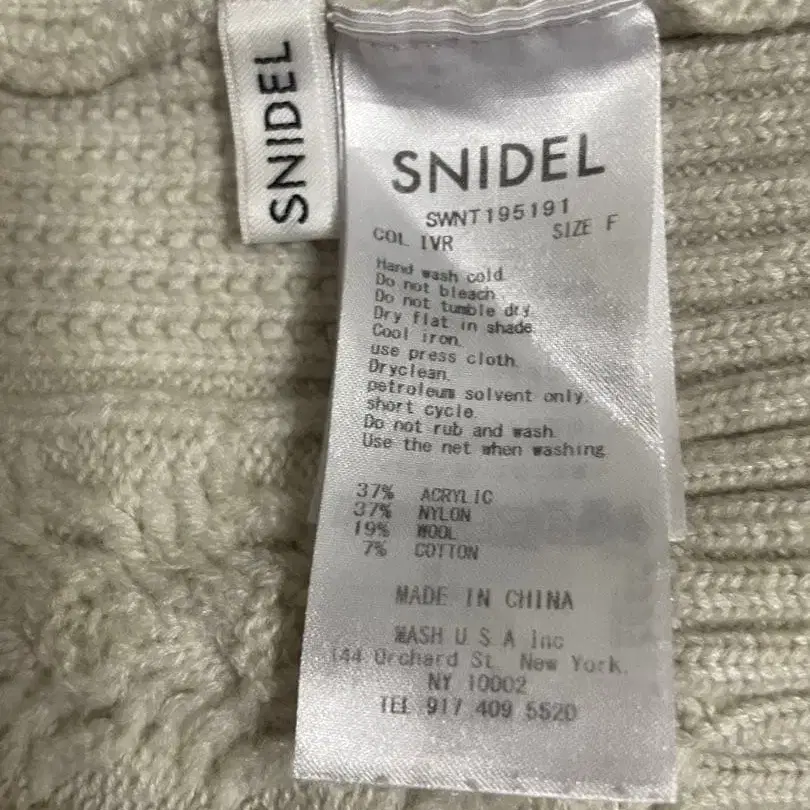 SNIDEL
SNIDEL
SWNT195191
COL IVR SIZE F
Hand wash cold.
Do not bleach.
Do not tumble dry.
Dry flat in shade.
Cool iron.
use press cloth.
Dryclean.
petroleum solvent only.
short cycle.
Do not rub and wash.
Use the net when washing.
37% ACRYLIC
37% NYLON
19% WOOL
7% COTTON
MADE IN CHINA
MASH U S A Inc
144 Orchard St. New York.
NY 10002
TEL 917 409 5520